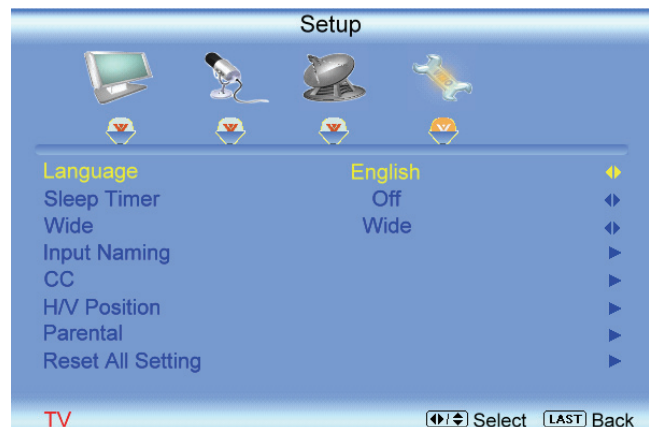 Setup
Language English
Sleep Timer Off
Wide Wide
Input Naming
CC
H/V Position
Parental
Reset All Setting
TV Select LAST Back